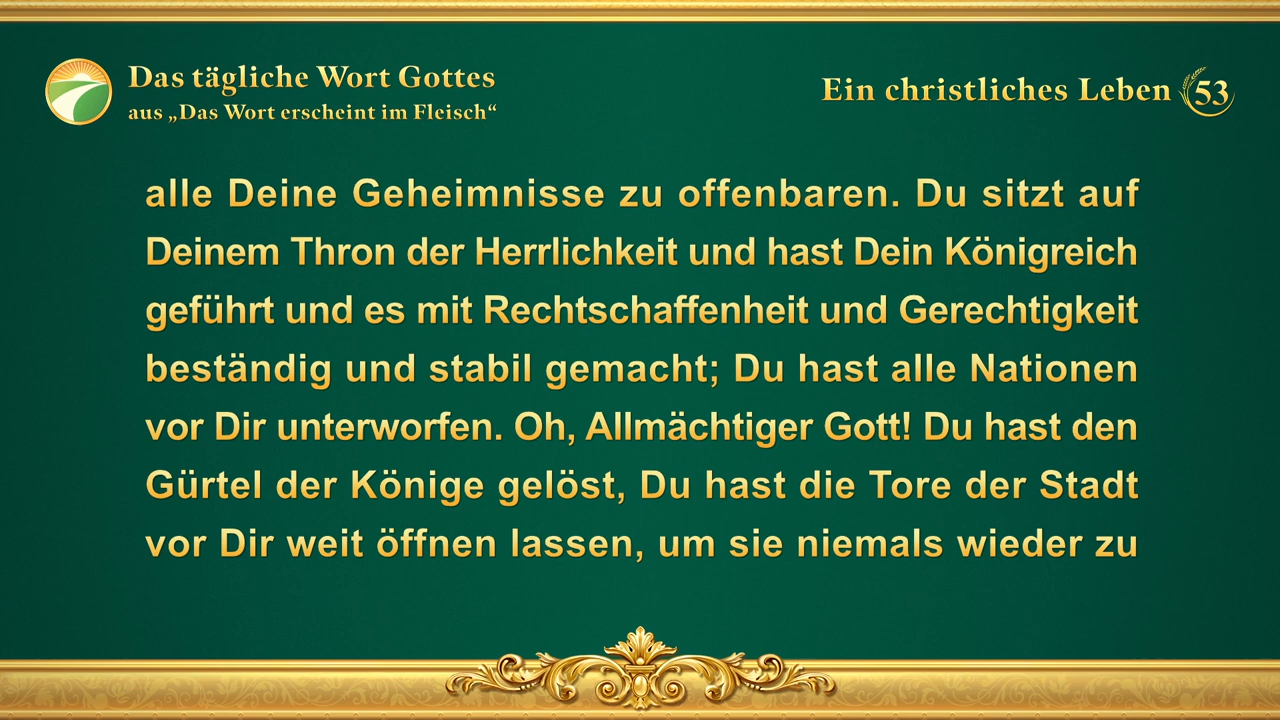 Das tägliche Wort Gottes
aus „Das Wort erscheint im Fleisch“
Ein christliches Leben 53
alle Deine Geheimnisse zu offenbaren. Du sitzt auf
Deinem Thron der Herrlichkeit und hast Dein Königreich
geführt und es mit Rechtschaffenheit und Gerechtigkeit
beständig und stabil gemacht; Du hast alle Nationen
vor Dir unterworfen. Oh, Allmächtiger Gott! Du hast den
Gürtel der Könige gelöst, Du hast die Tore der Stadt
vor Dir weit öffnen lassen, um sie niemals wieder zu